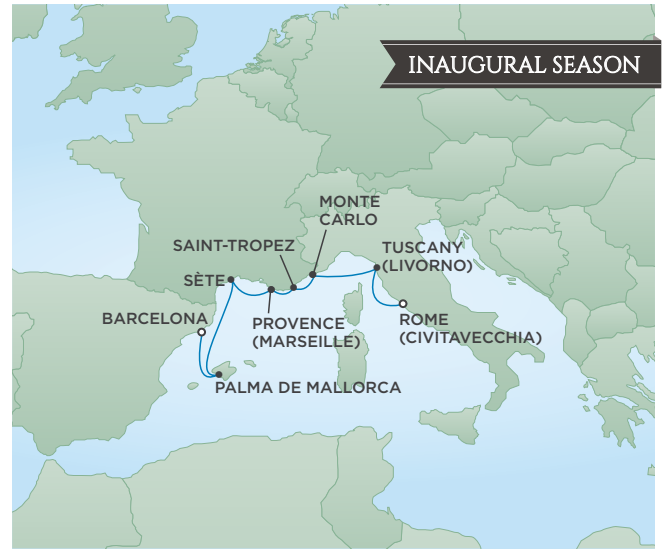 INAUGURAL SEASON
MONTE
CARLO
SAINT-TROPEZ
TUSCANY
(LIVORNO)
SÈTE
BARCELONA
PROVENCE
(MARSEILLE)
ROME
(CIVITAVECCHIA)
PALMA DE MALLORCA